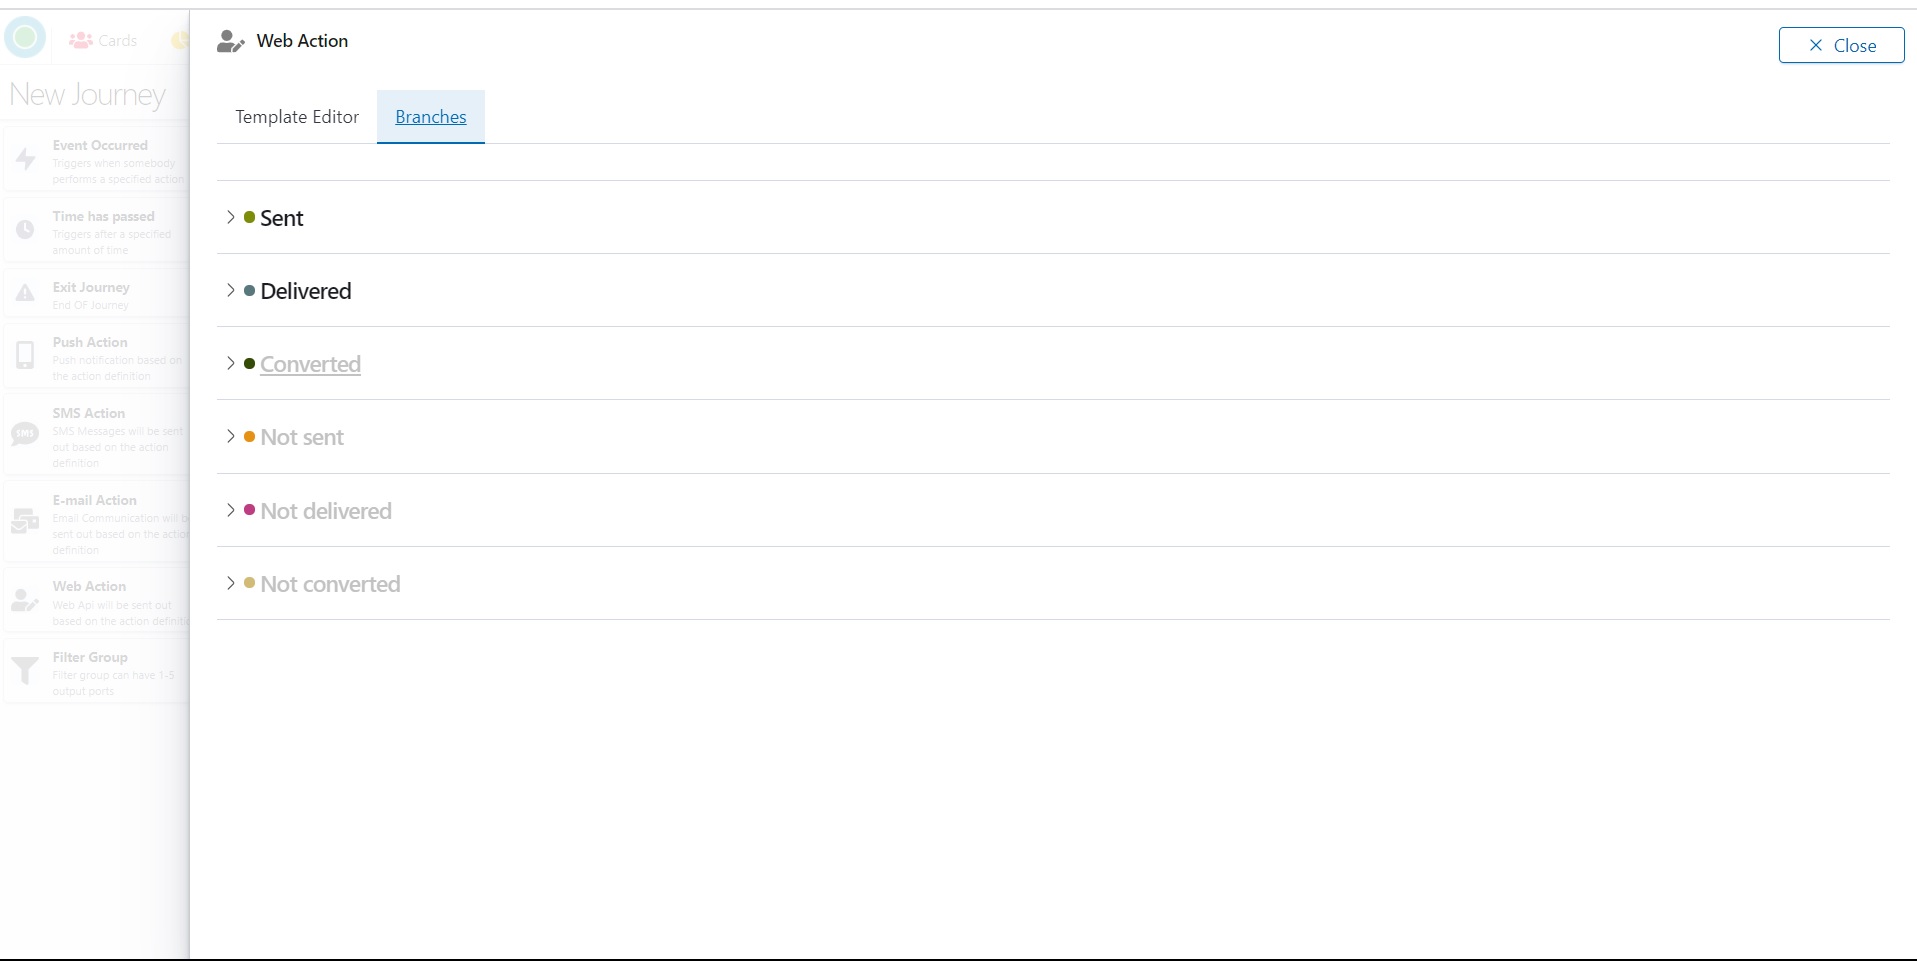 Cards
Web Action
Close
New Journey
Template Editor
Branches
Event Occurred
Triggers when somebody
performs a specified action
Time has passed
Triggers after a specified
amount of time
Exit Journey
End OF Journey
Push Action
Push notification based on
the action definition
SMS Action
SMS
SMS Messages will be sent
out based on the action
definition
E-mail Action
Email Communication will b
sent out based on the action
definition
Web Action
Web Api will be sent out
based on the action definiti
Filter Group
Filter group can have 1-5
output ports
Sent
Delivered
Converted
Not sent
Not delivered
Not converted